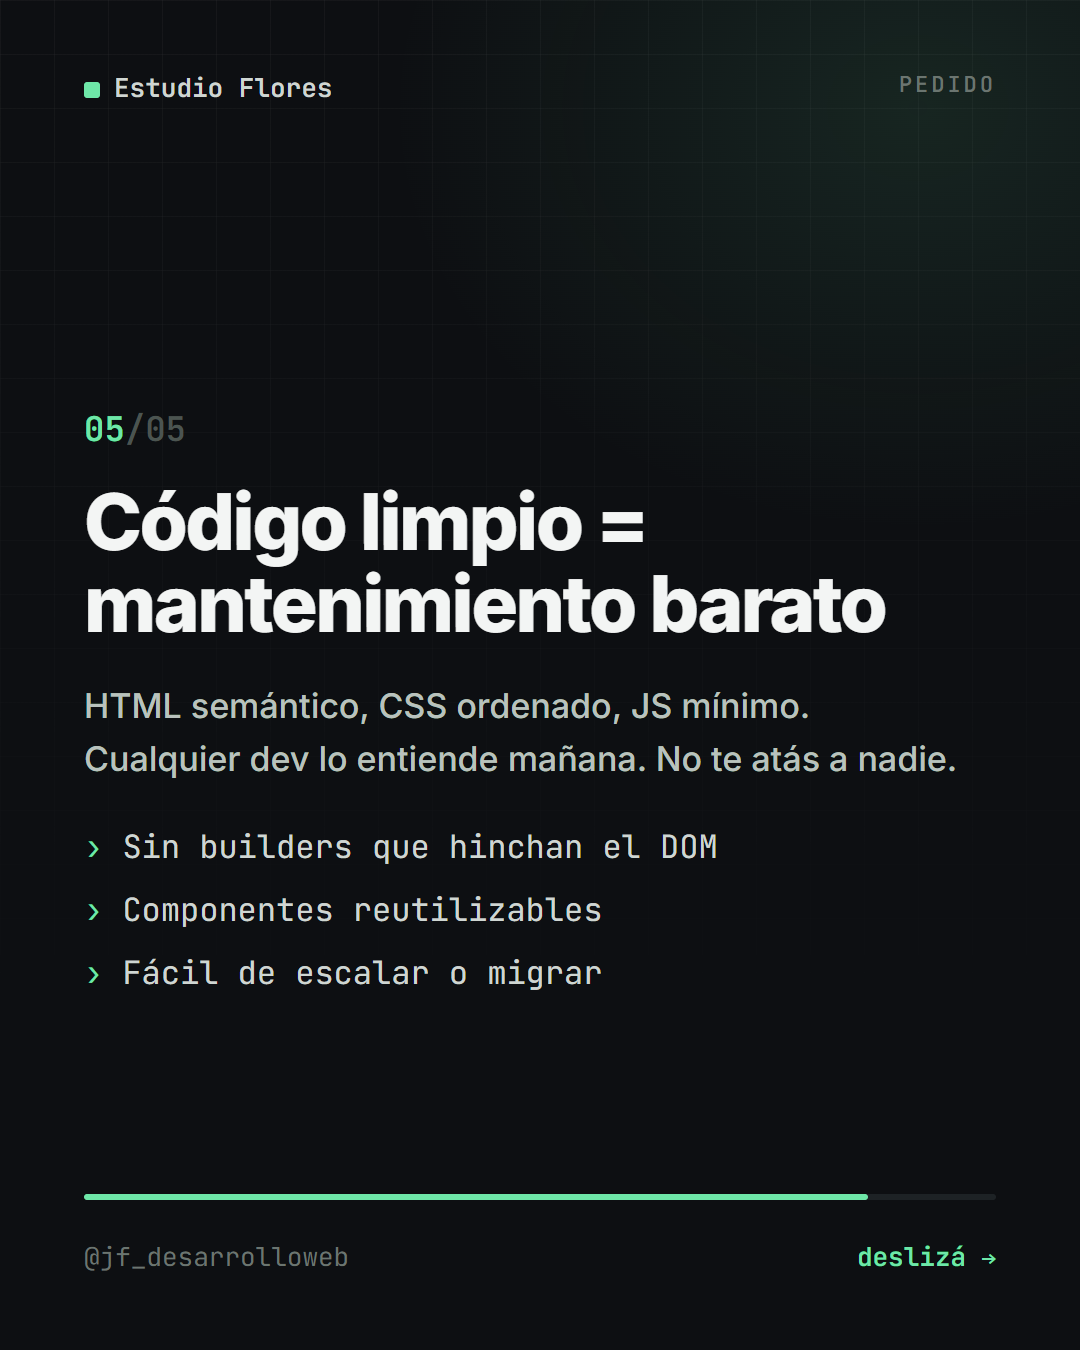 Estudio Flores
PEDIDO
05/05
Código limpio =
mantenimiento barato
HTML semántico, CSS ordenado, JS mínimo.
Cualquier dev lo entiende mañana. No te atás a nadie.
› Sin builders que hinchan el DOM
› Componentes reutilizables
› Fácil de escalar o migrar
@jf_desarrolloweb
deslizá →